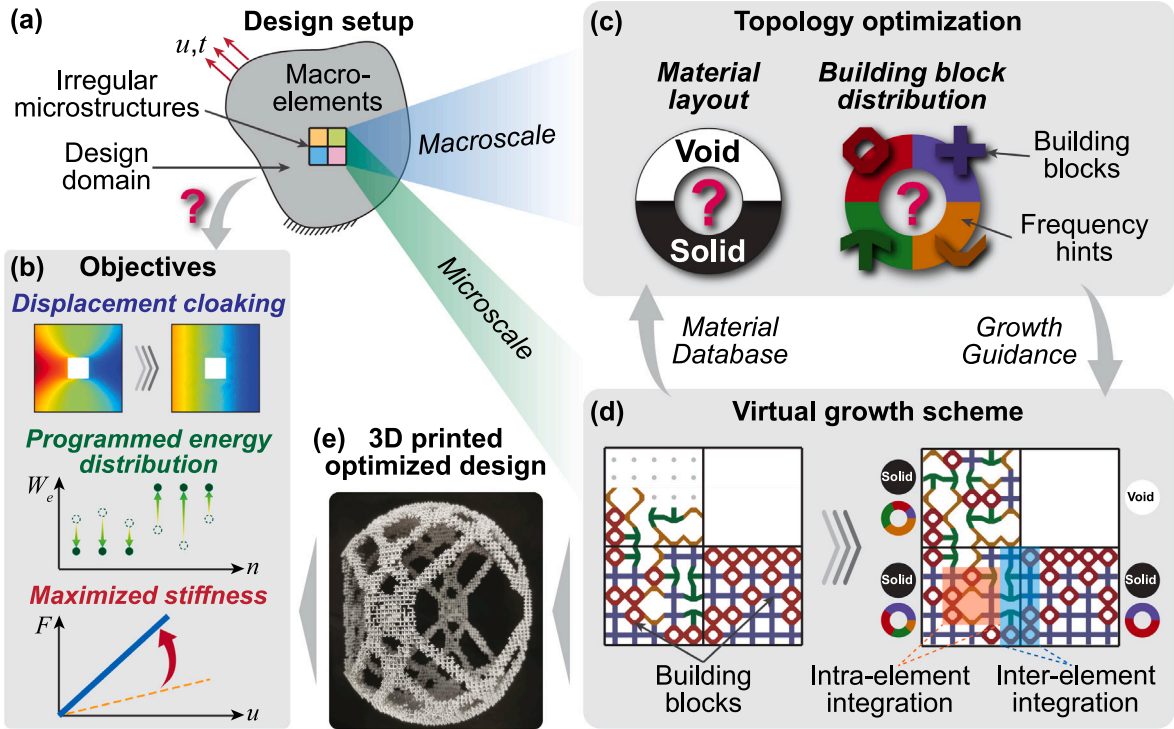 (a)
Design setup
u,t
Irregular
microstructures
Macro-
elements
Design
domain
Macroscale
Microscale
?
(b) Objectives
Displacement cloaking
Programmed energy
distribution
W_e
n
Maximized stiffness
F
u
(c)
Topology optimization
Material
layout
Void
?
Solid
Building block
distribution
?
Building
blocks
Frequency
hints
Material
Database
Growth
Guidance
(d)
Virtual growth scheme
Solid
Void
Solid
Solid
Building
blocks
Intra-element
integration
Inter-element
integration
(e) 3D printed
optimized design